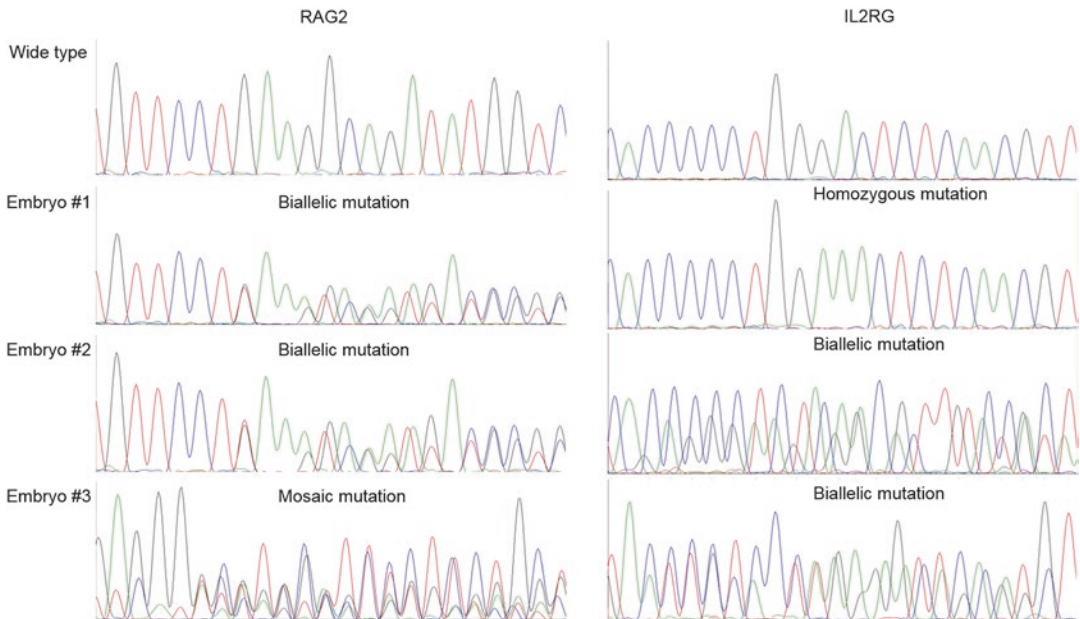 RAG2
IL2RG
Wide type
Embryo #1
Biallelic mutation
Homozygous mutation
Embryo #2
Biallelic mutation
Biallelic mutation
Embryo #3
Mosaic mutation
Biallelic mutation